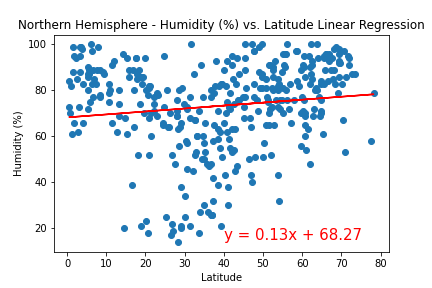 Northern Hemisphere - Humidity (%) vs. Latitude Linear Regression
100
80
60
40
20
Humidity (%)
y = 0.13x + 68.27
0 10 20 30 40 50 60 70 80
Latitude